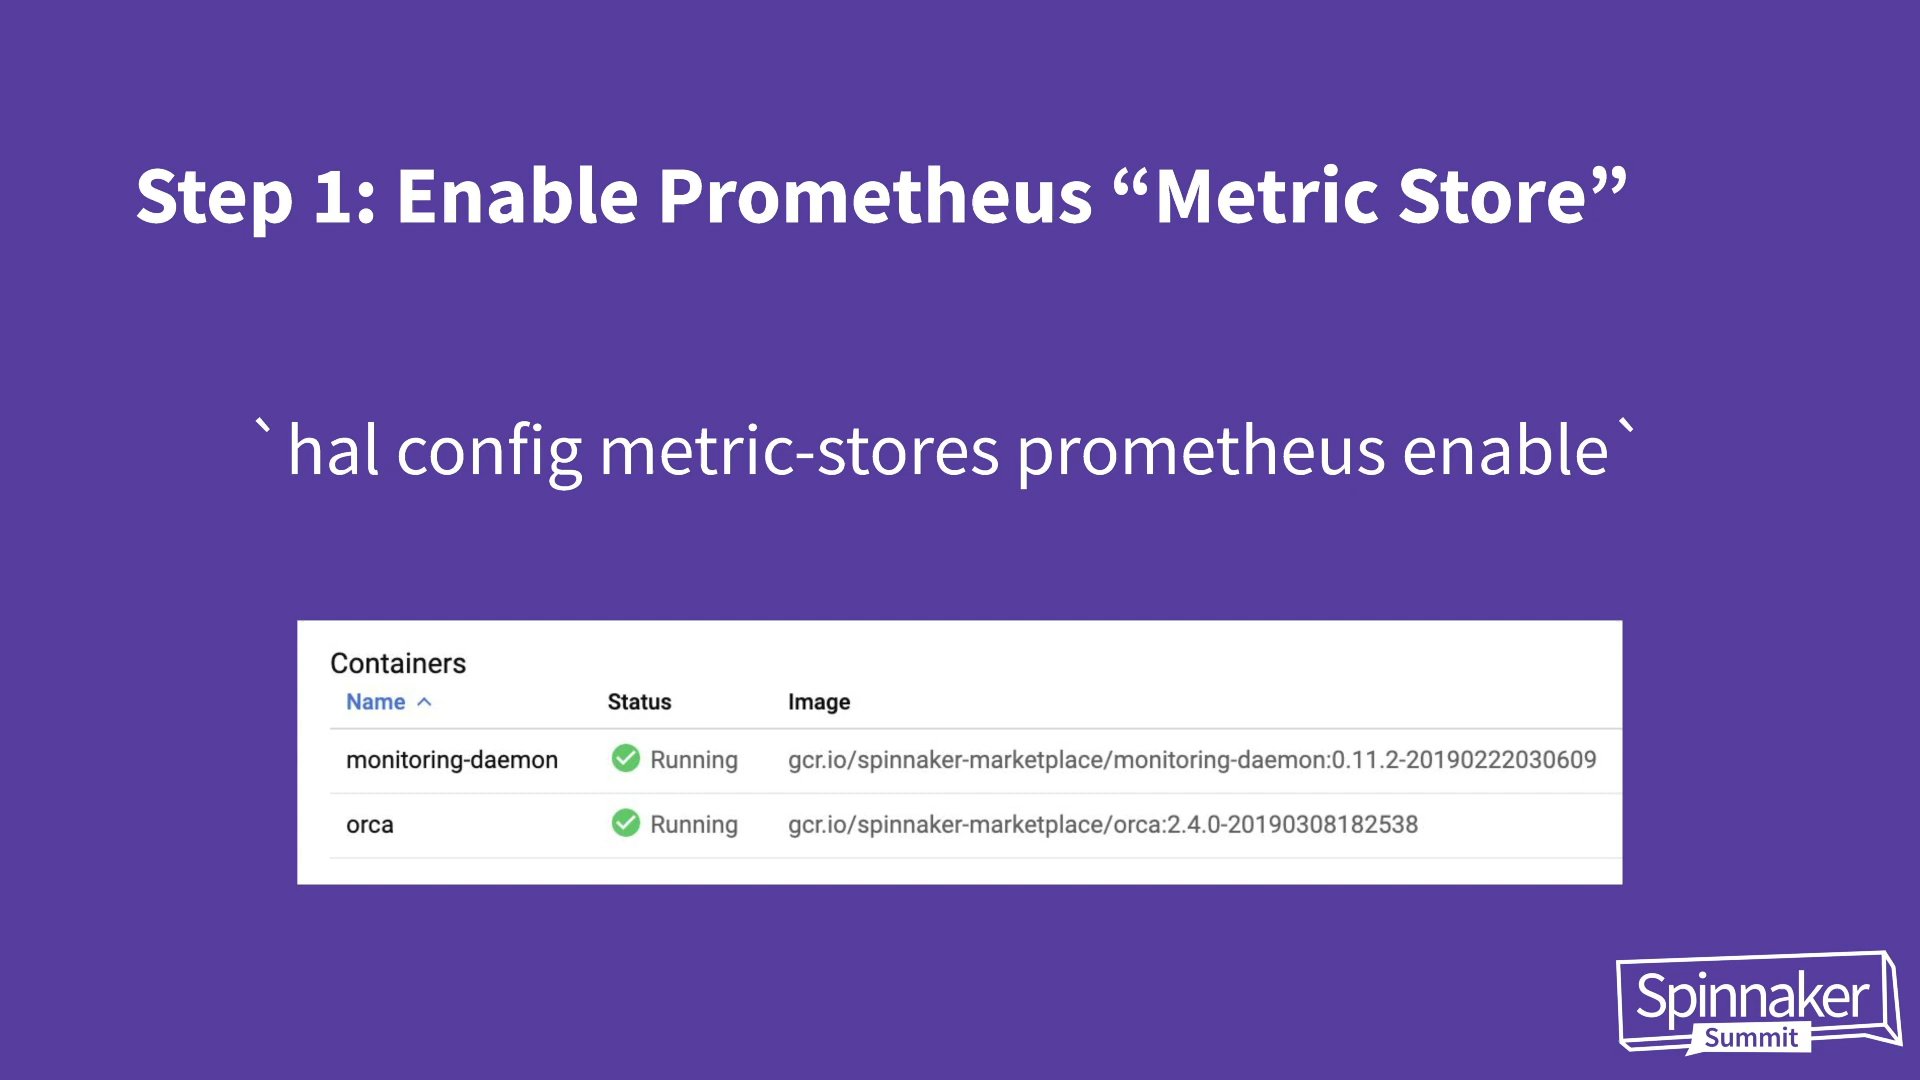 Step 1: Enable Prometheus “Metric Store”
`hal config metric-stores prometheus enable`
Containers
Name Status Image
monitoring-daemon Running gcr.io/spinnaker-marketplace/monitoring-daemon:0.11.2-20190222030609
orca Running gcr.io/spinnaker-marketplace/orca:2.4.0-20190308182538
Spinnaker
Summit